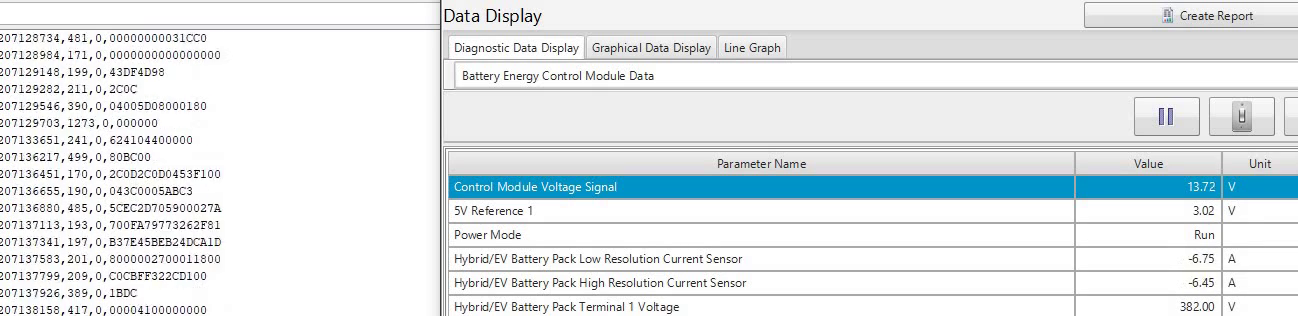 207128734,481,0,00000000031CC0
207128984,171,0,0000000000000000
207129148,199,0,43DF4D98
207129282,211,0,2C0C
207129546,390,0,04005D08000180
207129703,1273,0,000000
207133651,241,0,624104400000
207136217,499,0,80BC00
207136451,170,0,2C0D2C0D0453F100
207136655,190,0,043C0005ABC3
207136880,485,0,5CEC2D705900027A
207137113,193,0,700FA79773262F81
207137341,197,0,B37E45BEB24DCA1D
207137583,201,0,8000002700011800
207137799,209,0,C0CBFF322CD100
207137926,389,0,1BDC
207138158,417,0,00004100000000
Data Display
Create Report
Diagnostic Data Display
Graphical Data Display
Line Graph
Battery Energy Control Module Data
Parameter Name Value Unit
Control Module Voltage Signal 13.72 V
5V Reference 1 3.02 V
Power Mode Run
Hybrid/EV Battery Pack Low Resolution Current Sensor -6.75 A
Hybrid/EV Battery Pack High Resolution Current Sensor -6.45 A
Hybrid/EV Battery Pack Terminal 1 Voltage 382.00 V